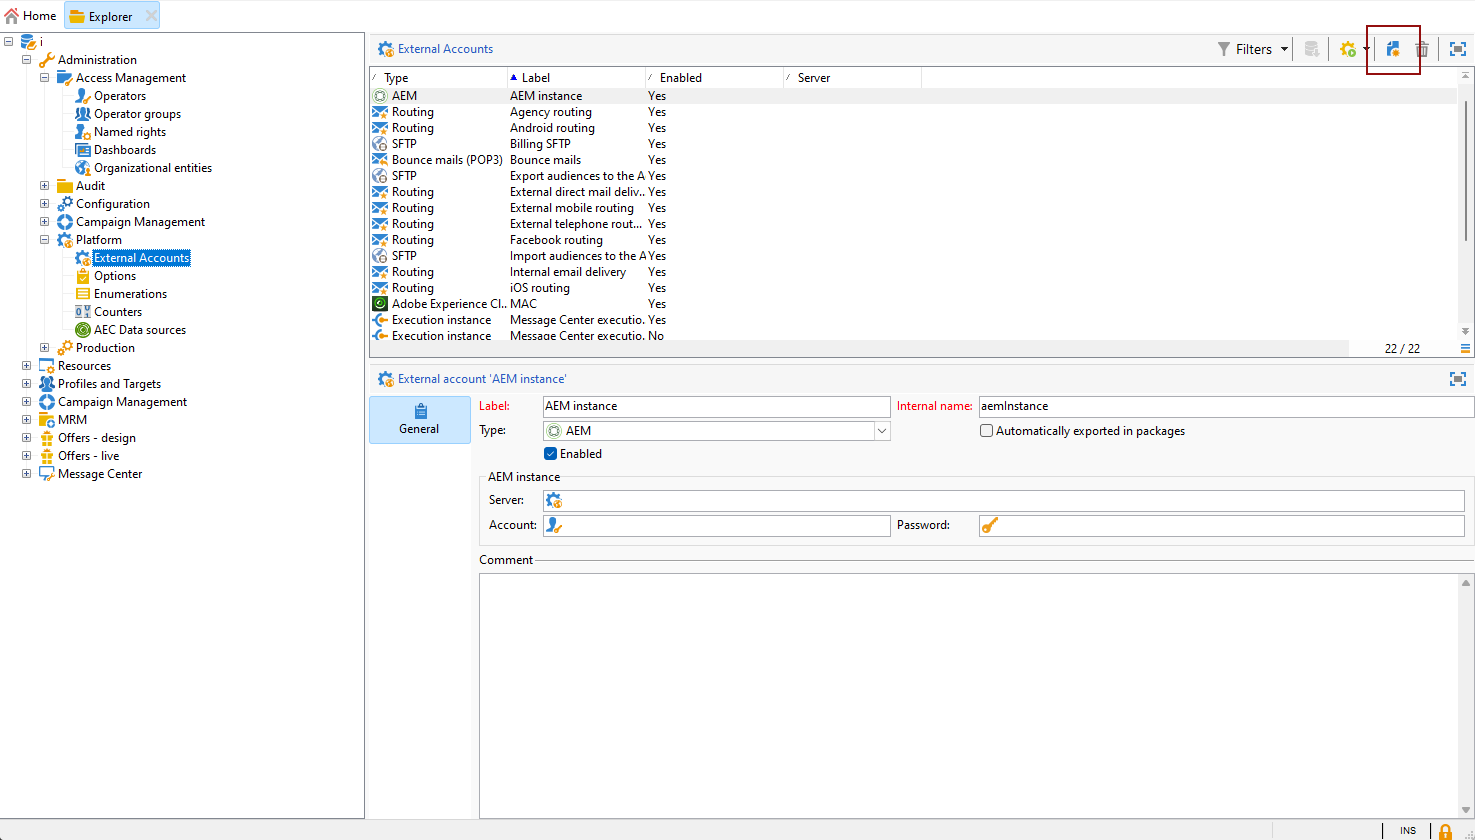 Home
Explorer
i
Administration
Access Management
Operators
Operator groups
Named rights
Dashboards
Organizational entities
Audit
Configuration
Campaign Management
Platform
External Accounts
Options
Enumerations
Counters
AEC Data sources
Production
Resources
Profiles and Targets
Campaign Management
MRM
Offers - design
Offers - live
Message Center
External Accounts Filters
Type Label Enabled Server
AEM AEM instance Yes
Routing Agency routing Yes
Routing Android routing Yes
SFTP Billing SFTP Yes
Bounce mails (POP3) Bounce mails Yes
SFTP Export audiences to the A Yes
Routing External direct mail deliv.. Yes
Routing External mobile routing Yes
Routing External telephone rout... Yes
Routing Facebook routing Yes
SFTP Import audiences to the A Yes
Routing Internal email delivery Yes
Routing iOS routing Yes
Adobe Experience Cl.. MAC Yes
Execution instance Message Center executio.. Yes
Execution instance Message Center executio.. No
22 / 22
External account 'AEM instance'
General
Label: AEM instance Internal name: aemInstance
Type: AEM Automatically exported in packages
Enabled
AEM instance
Server:
Account: Password:
Comment
INS